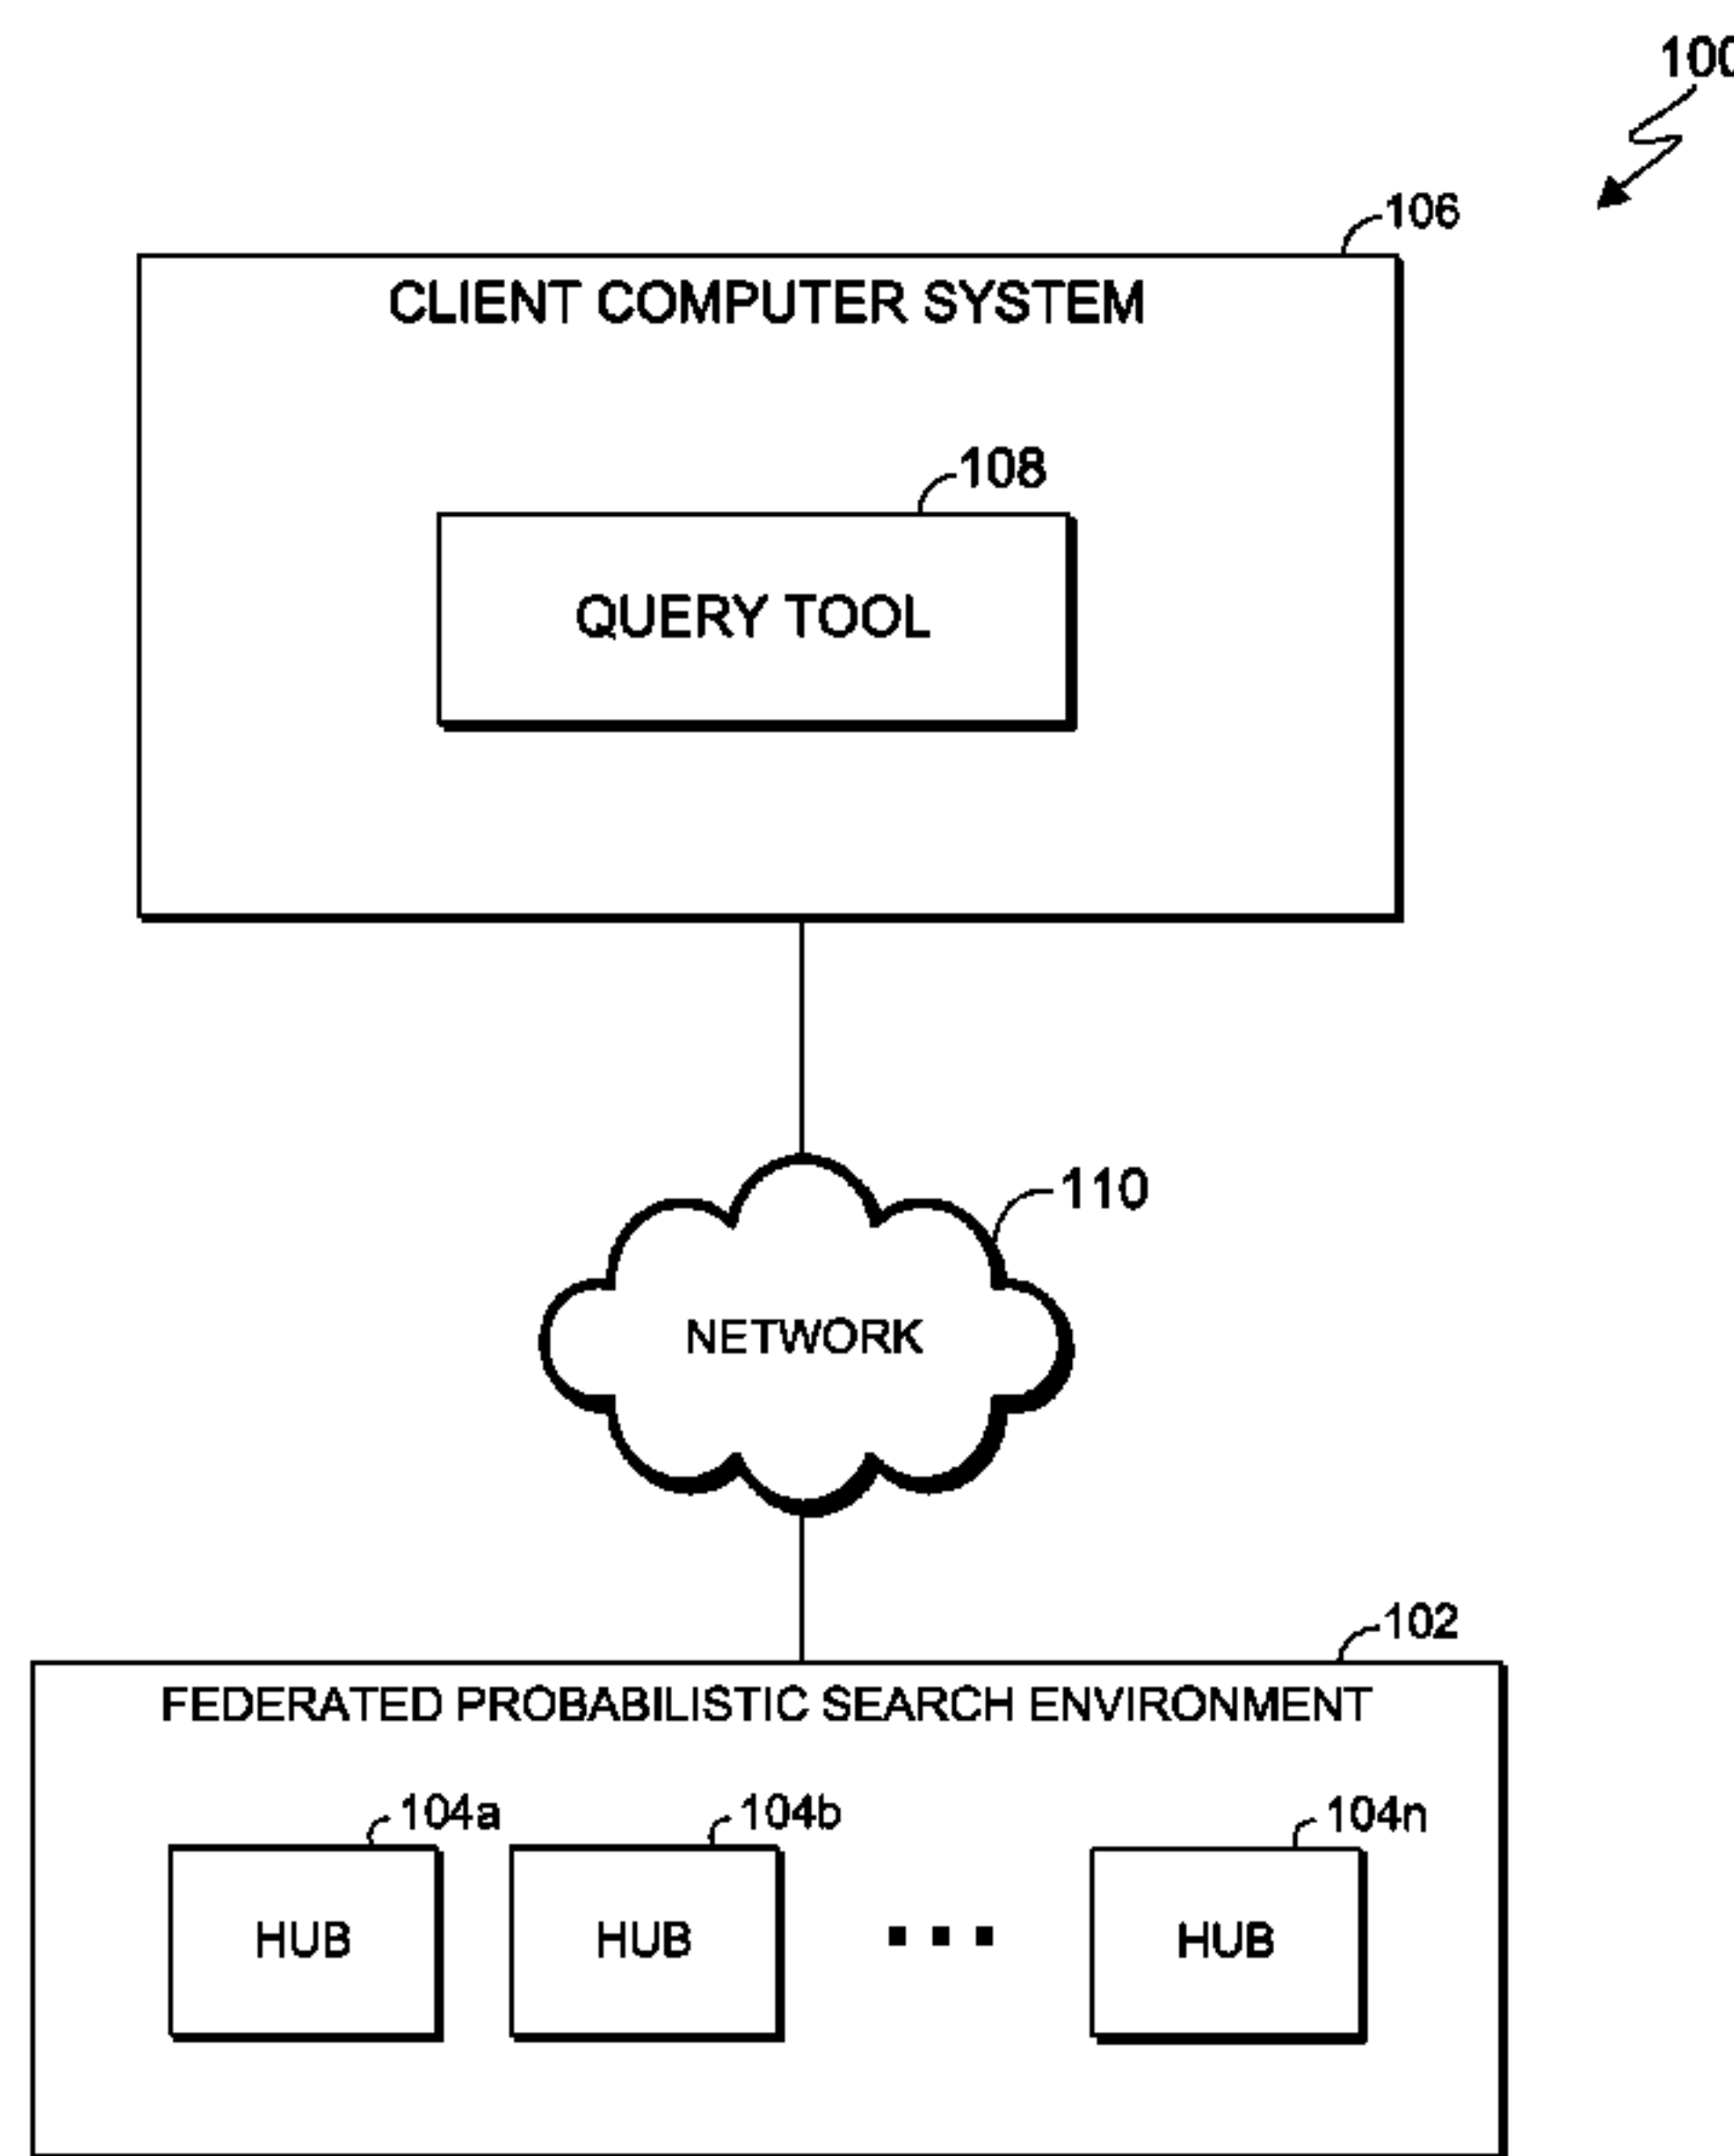 100
106
CLIENT COMPUTER SYSTEM
108
QUERY TOOL
110
NETWORK
102
FEDERATED PROBABILISTIC SEARCH ENVIRONMENT
104a 104b 104n
HUB HUB ... HUB